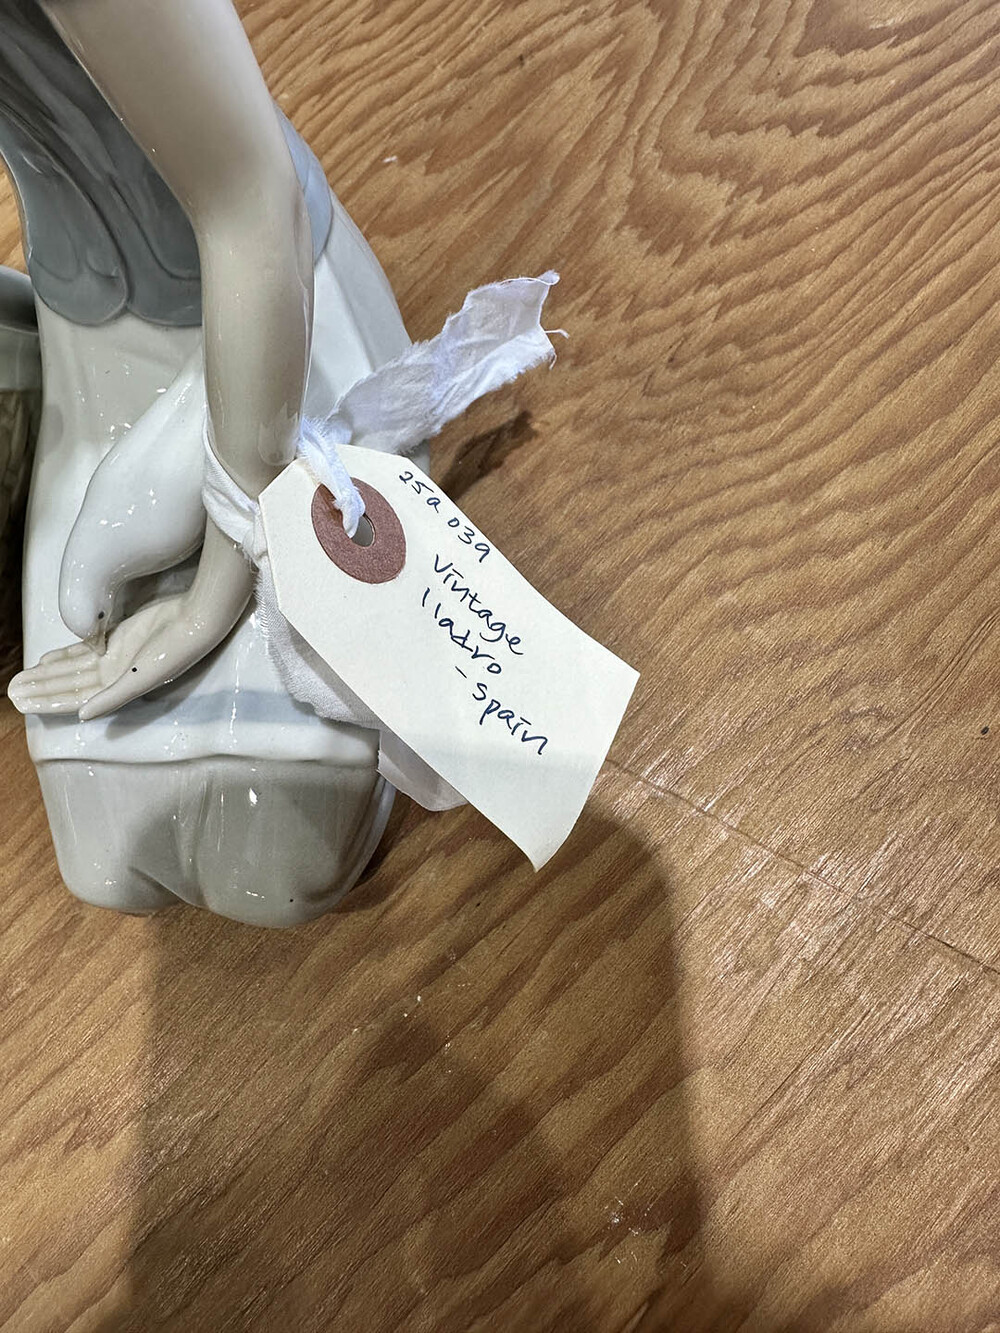 25a 039
Vintage
lladro
- spain